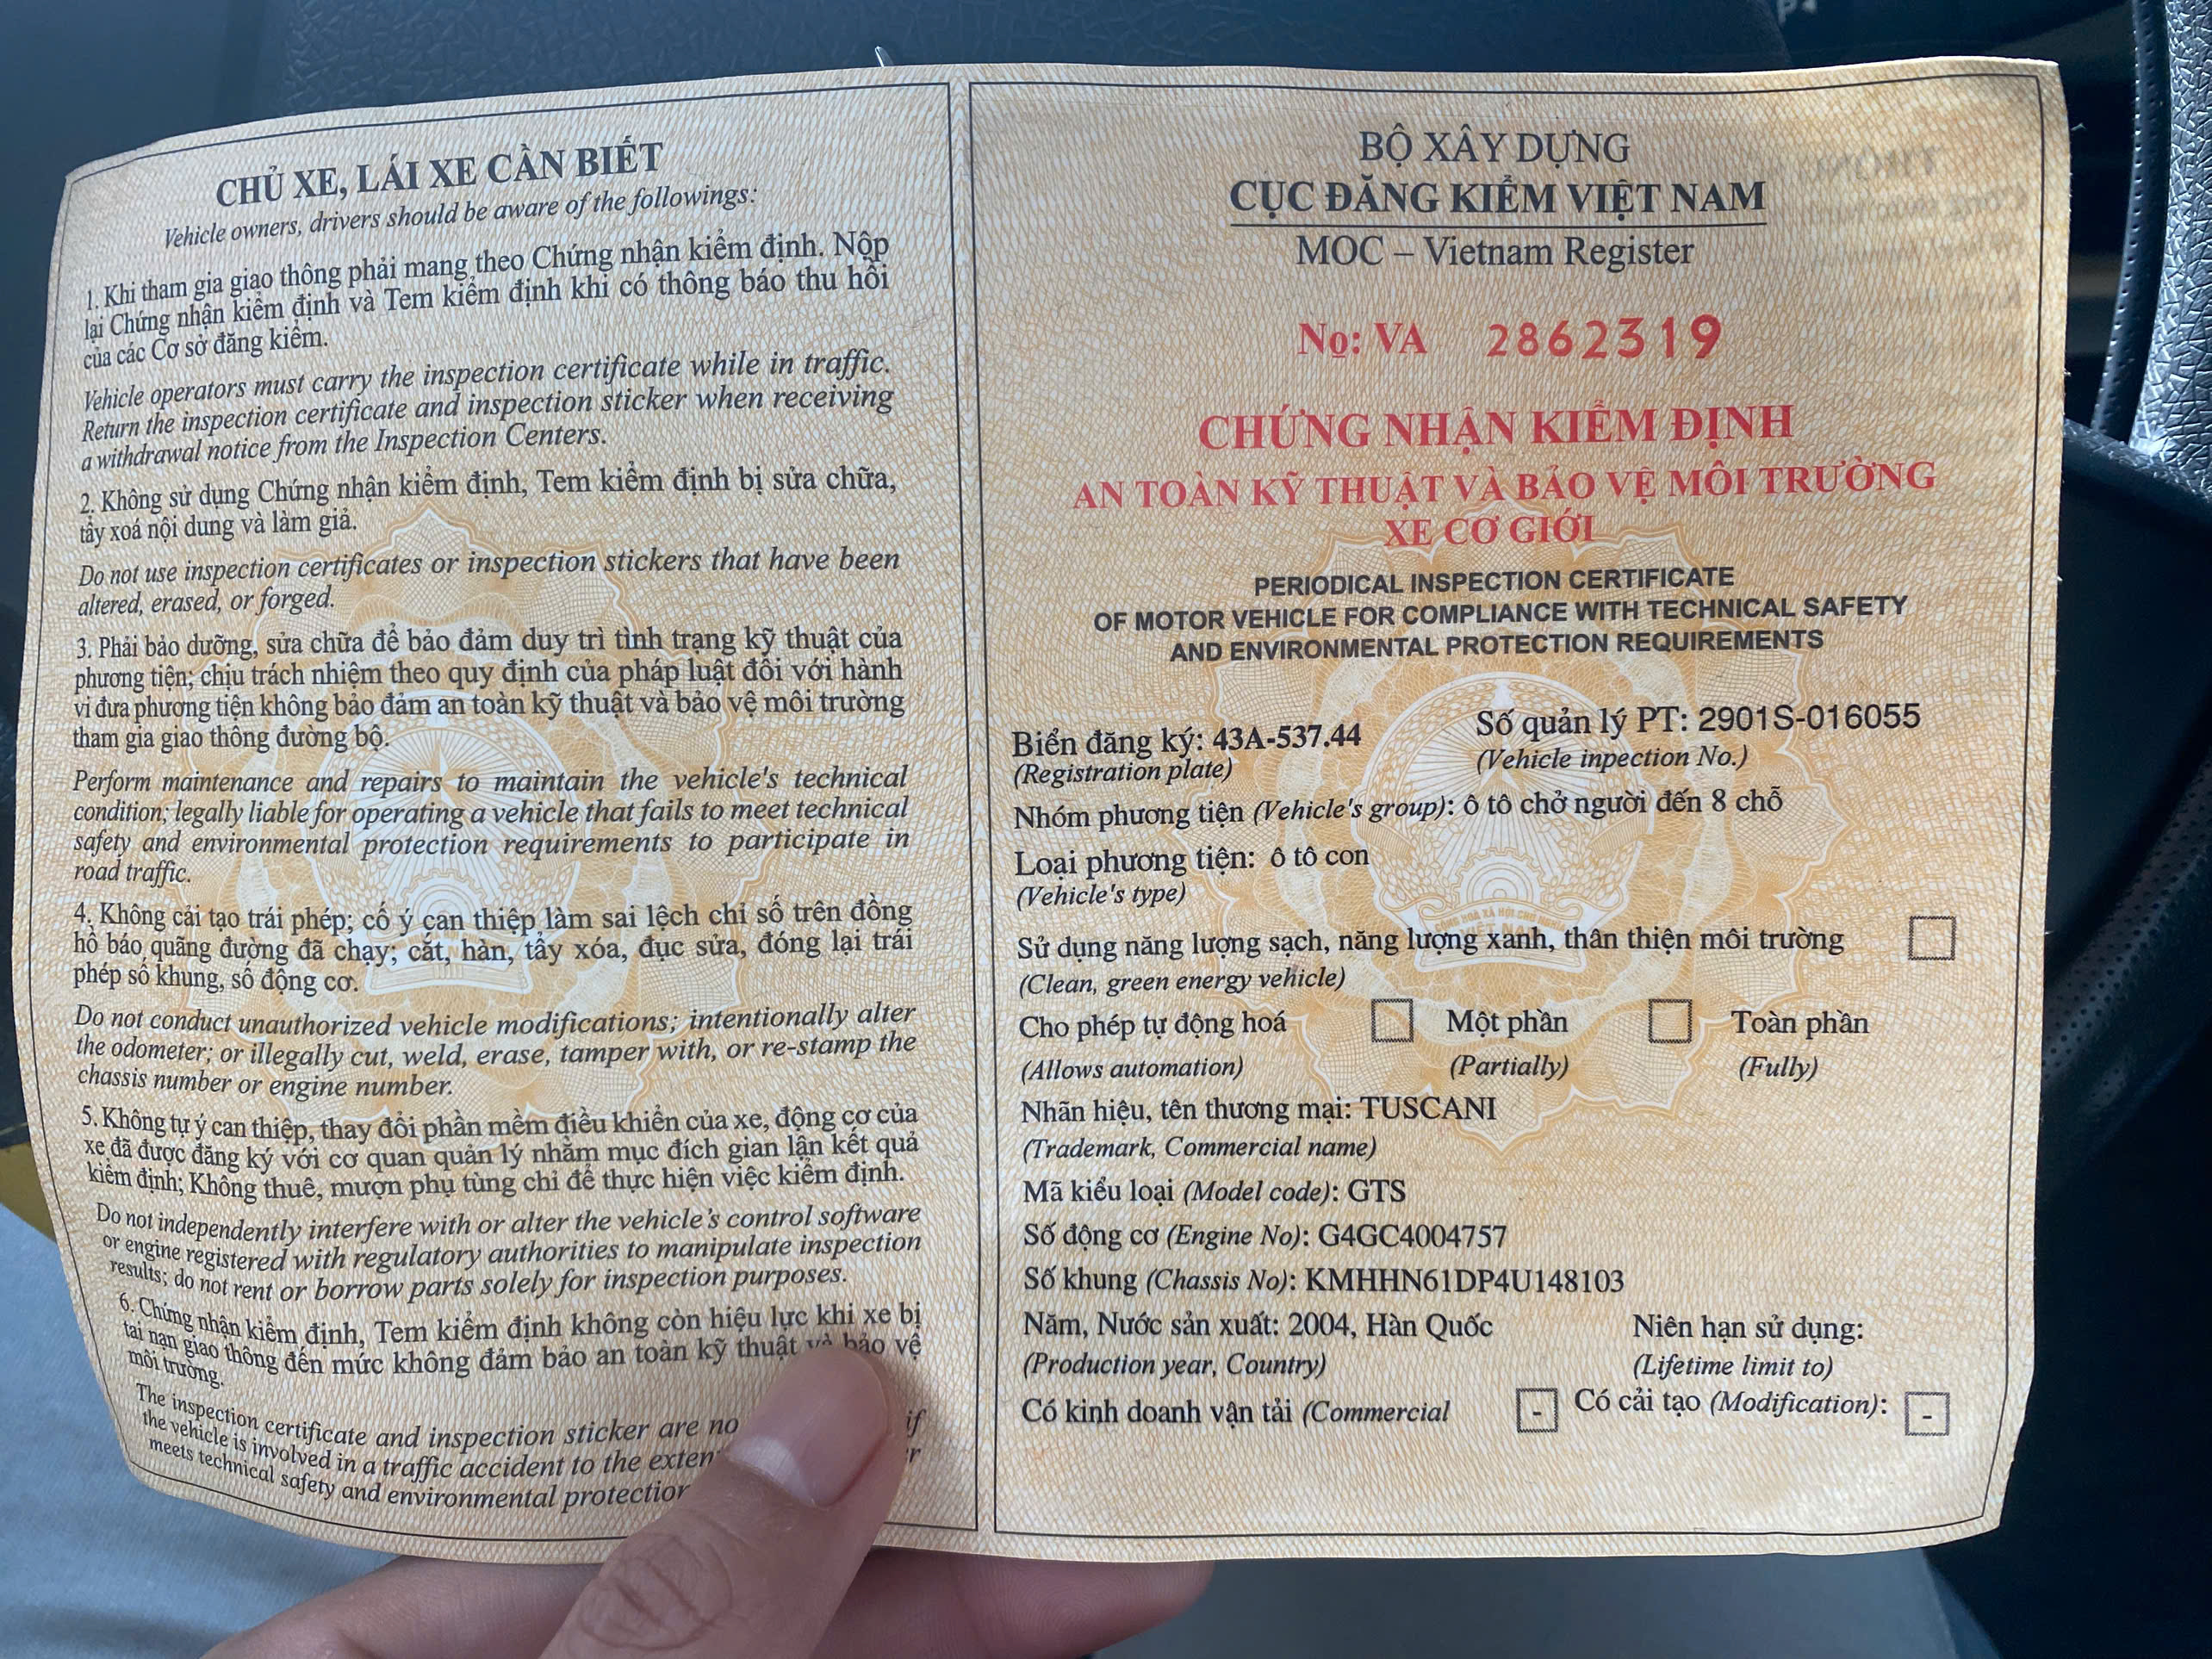 CHỦ XE, LÁI XE CẦN BIẾT
Vehicle owners, drivers should be aware of the followings:
1. Khi tham gia giao thông phải mang theo Chứng nhận kiểm định. Nộp
lại Chứng nhận kiểm định và Tem kiểm định khi có thông báo thu hồi
của các Cơ sở đăng kiểm.
Vehicle operators must carry the inspection certificate while in traffic.
Return the inspection certificate and inspection sticker when receiving
a withdrawal notice from the Inspection Centers.
2. Không sử dụng Chứng nhận kiểm định, Tem kiểm định bị sửa chữa,
tẩy xoá nội dung và làm giả.
Do not use inspection certificates or inspection stickers that have been
altered, erased, or forged.
3. Phải bảo dưỡng, sửa chữa để bảo đảm duy trì tình trạng kỹ thuật của
phương tiện; chịu trách nhiệm theo quy định của pháp luật đối với hành
vi đưa phương tiện không bảo đảm an toàn kỹ thuật và bảo vệ môi trường
tham gia giao thông đường bộ.
Perform maintenance and repairs to maintain the vehicle's technical
condition; legally liable for operating a vehicle that fails to meet technical
safety and environmental protection requirements to participate in
road traffic.
4. Không cải tạo trái phép; cố ý can thiệp làm sai lệch chỉ số trên đồng
hồ báo quãng đường đã chạy; cắt, hàn, tẩy xóa, đục sửa, đóng lại trái
phép số khung, số động cơ.
Do not conduct unauthorized vehicle modifications; intentionally alter
the odometer; or illegally cut, weld, erase, tamper with, or re-stamp the
chassis number or engine number.
5. Không tự ý can thiệp, thay đổi phần mềm điều khiển của xe, động cơ của
xe đã được đăng ký với cơ quan quản lý nhằm mục đích gian lận kết quả
kiểm định; Không thuê, mượn phụ tùng chỉ để thực hiện việc kiểm định.
Do not independently interfere with or alter the vehicle's control software
or engine registered with regulatory authorities to manipulate inspection
results; do not rent or borrow parts solely for inspection purposes.
6. Chứng nhận kiểm định, Tem kiểm định không còn hiệu lực khi xe bị
tai nạn giao thông đến mức không đảm bảo an toàn kỹ thuật và bảo vệ
môi trường.
The inspection certificate and inspection sticker are no if
the vehicle is involved in a traffic accident to the
meets technical safety and environmental
BỘ XÂY DỰNG
CỤC ĐĂNG KIỂM VIỆT NAM
MOC – Vietnam Register
No: VA 2862319
CHỨNG NHẬN KIỂM ĐỊNH
AN TOÀN KỸ THUẬT VÀ BẢO VỆ MÔI TRƯỜNG
XE CƠ GIỚI
PERIODICAL INSPECTION CERTIFICATE
OF MOTOR VEHICLE FOR COMPLIANCE WITH TECHNICAL SAFETY
AND ENVIRONMENTAL PROTECTION REQUIREMENTS
Biển đăng ký: 43A-537.44 Số quản lý PT: 2901S-016055
(Registration plate) (Vehicle inpection No.)
Nhóm phương tiện (Vehicle's group): ô tô chở người đến 8 chỗ
Loại phương tiện: ô tô con
(Vehicle's type)
Sử dụng năng lượng sạch, năng lượng xanh, thân thiện môi trường
(Clean, green energy vehicle)
Cho phép tự động hoá Một phần Toàn phần
(Allows automation) (Partially) (Fully)
Nhãn hiệu, tên thương mại: TUSCANI
(Trademark, Commercial name)
Mã kiểu loại (Model code): GTS
Số động cơ (Engine No): G4GC4004757
Số khung (Chassis No): KMHHN61DP4U148103
Năm, Nước sản xuất: 2004, Hàn Quốc Niên hạn sử dụng:
(Production year, Country) (Lifetime limit to)
Có kinh doanh vận tải (Commercial - Có cải tạo (Modification): -